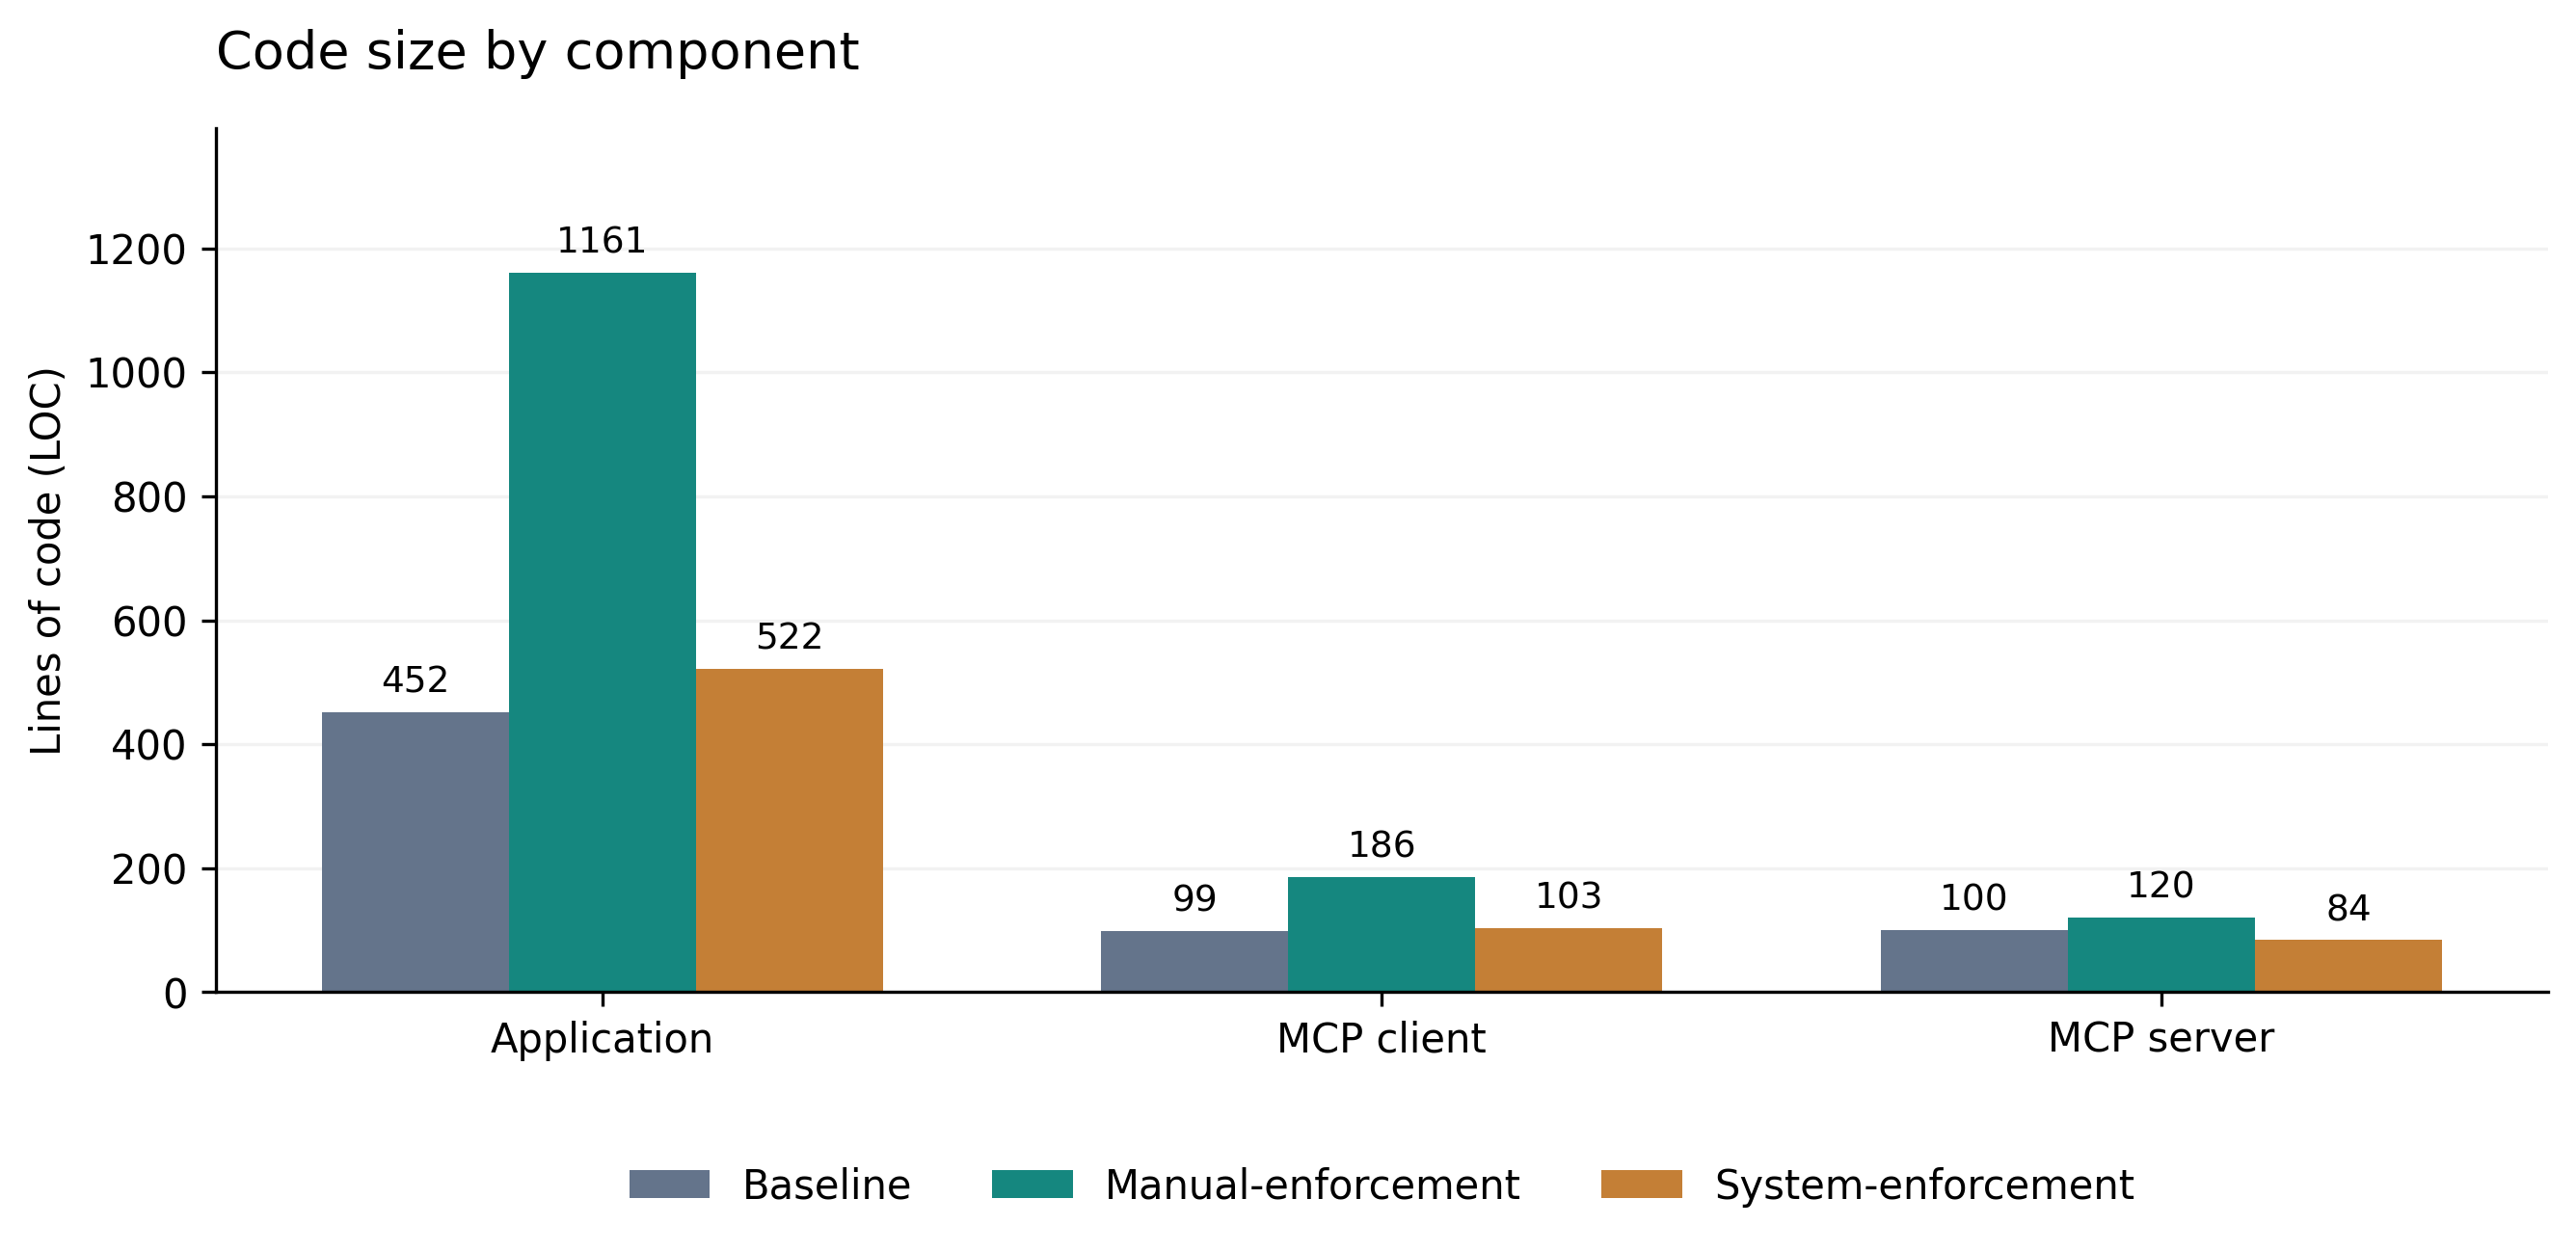 Code size by component
Lines of code (LOC)
1200
1000
800
600
400
200
0
452
1161
522
99
186
103
100
120
84
Application
MCP client
MCP server
Baseline
Manual-enforcement
System-enforcement